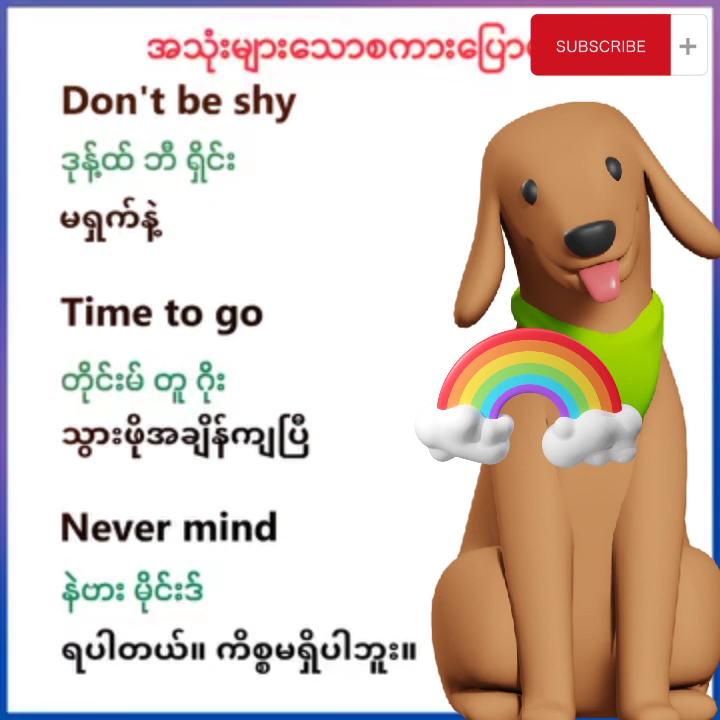 အသုံးများသောစကားပြော
SUBSCRIBE +
Don't be shy
ဒုန့်ထ် ဘီ ရှိုင်း
မရှက်နဲ့
Time to go
တိုင်းမ် တူ ဂိုး
သွားဖို့အချိန်ကျပြီ
Never mind
နဲဗား မိုင်းဒ်
ရပါတယ်။ ကိစ္စမရှိပါဘူး။